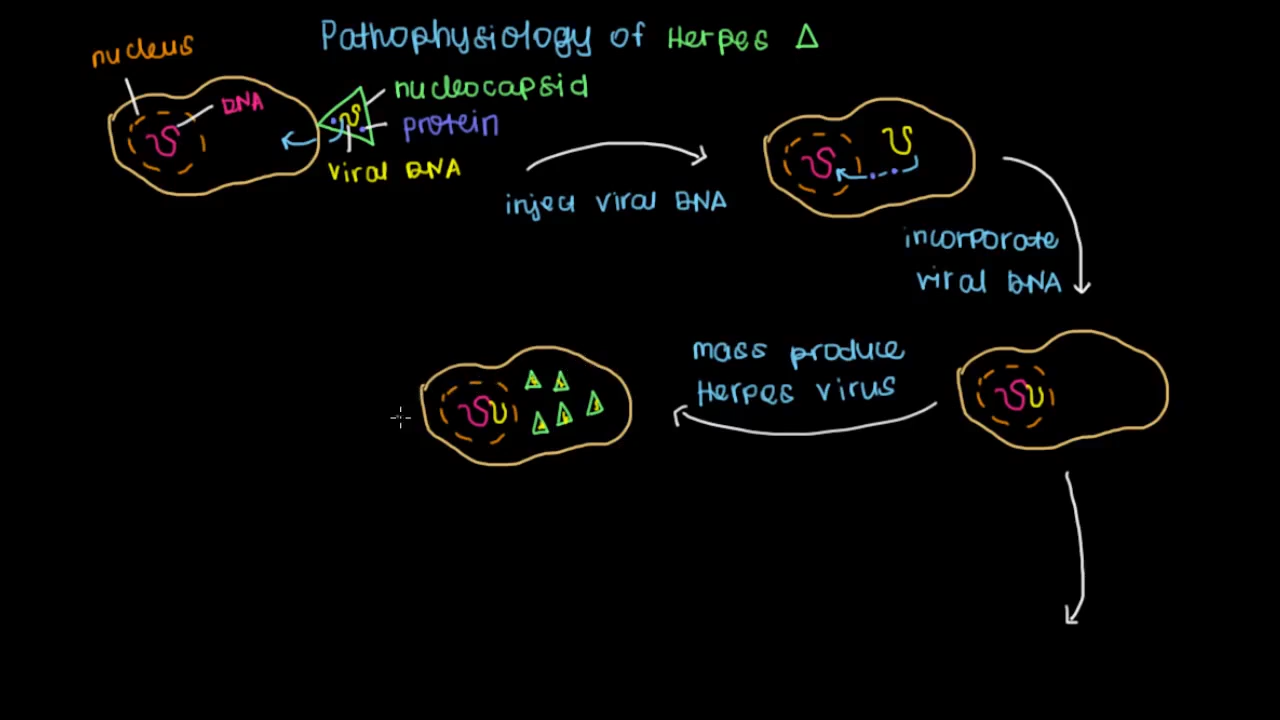 Pathophysiology of Herpes Δ
nucleus
DNA
nucleocapsid
protein
viral DNA
inject viral DNA
incorporate
viral DNA
mass produce
Herpes virus